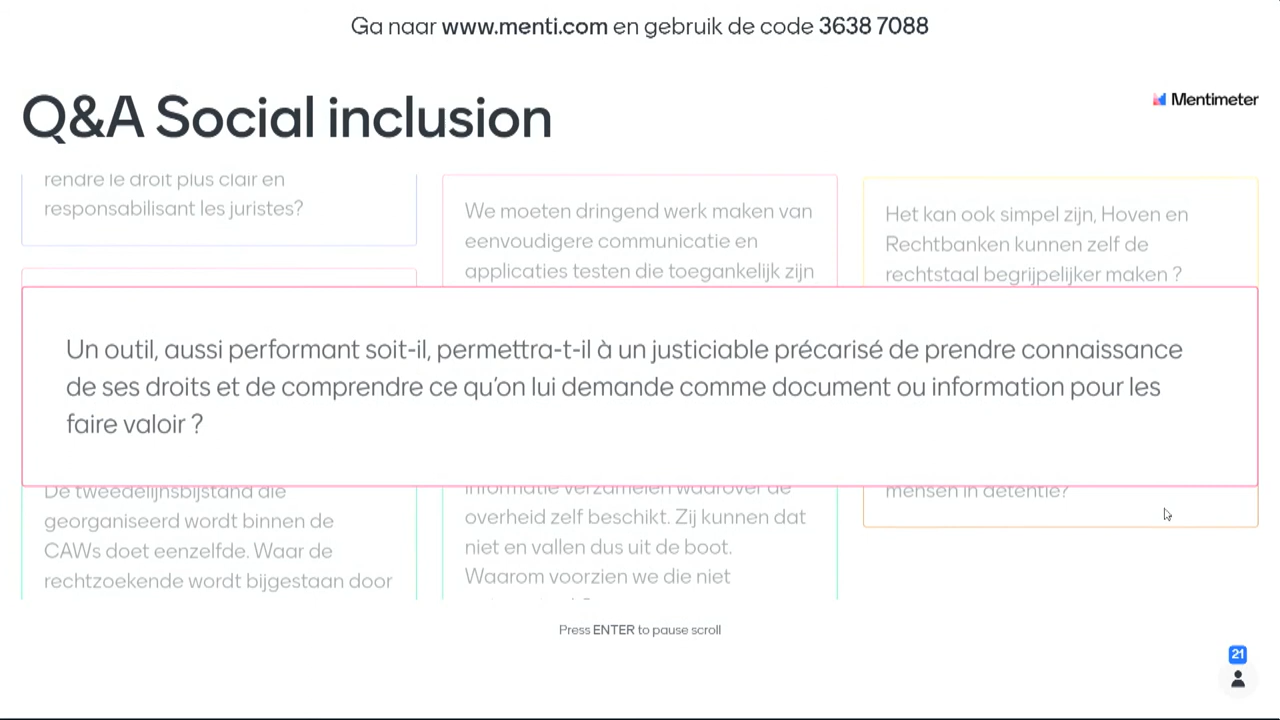 Ga naar www.menti.com en gebruik de code 3638 7088
Q&A Social inclusion
Mentimeter
rendre le droit plus clair en
responsabilisant les juristes?
We moeten dringend werk maken van
eenvoudigere communicatie en
applicaties testen die toegankelijk zijn
Het kan ook simpel zijn, Hoven en
Rechtbanken kunnen zelf de
rechtstaal begrijpelijker maken ?
Un outil, aussi performant soit-il, permettra-t-il à un justiciable précarisé de prendre connaissance
de ses droits et de comprendre ce qu'on lui demande comme document ou information pour les
faire valoir ?
De tweedelijnsbijstand die
georganiseerd wordt binnen de
CAWs doet eenzelfde. Waar de
rechtzoekende wordt bijgestaan door
informatie verzamelen waarover de
overheid zelf beschikt. Zij kunnen dat
niet en vallen dus uit de boot.
Waarom voorzien we die niet
mensen in detentie?
Press ENTER to pause scroll
21